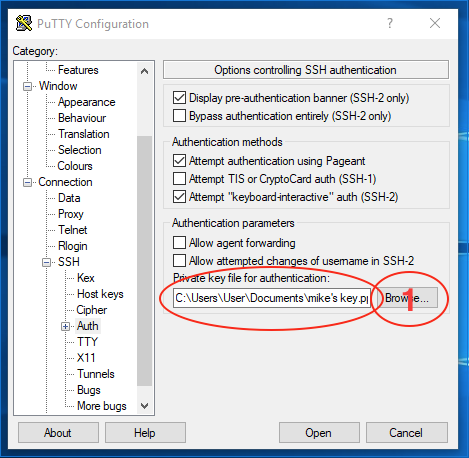 PuTTY Configuration
?
Category:
Features
Window
Appearance
Behaviour
Translation
Selection
Colours
Connection
Data
Proxy
Telnet
Rlogin
SSH
Kex
Host keys
Cipher
Auth
TTY
X11
Tunnels
Bugs
More bugs
Options controlling SSH authentication
Display pre-authentication banner (SSH-2 only)
Bypass authentication entirely (SSH-2 only)
Authentication methods
Attempt authentication using Pageant
Attempt TIS or CryptoCard auth (SSH-1)
Attempt "keyboard-interactive" auth (SSH-2)
Authentication parameters
Allow agent forwarding
Allow attempted changes of username in SSH-2
Private key file for authentication:
C:\Users\User\Documents\mike's key.pp
Browse...
1
About
Help
Open
Cancel